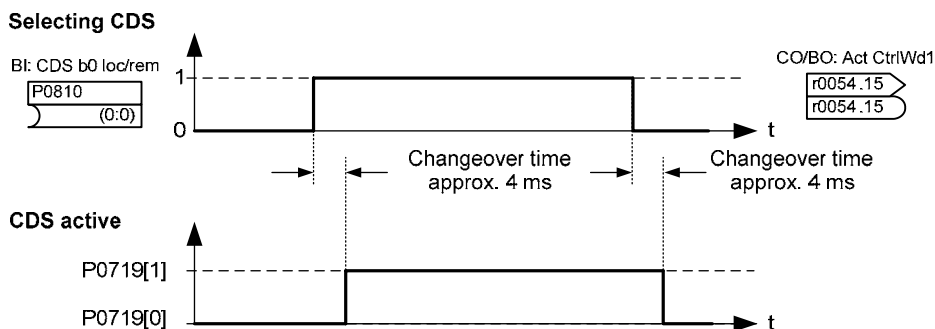 Selecting CDS
BI: CDS b0 loc/rem
P0810
(0:0)
CO/BO: Act CtrlWd1
r0054 .15
r0054 .15
1
0
t
Changeover time
approx. 4 ms
Changeover time
approx. 4 ms
CDS active
P0719[1]
P0719[0]
t